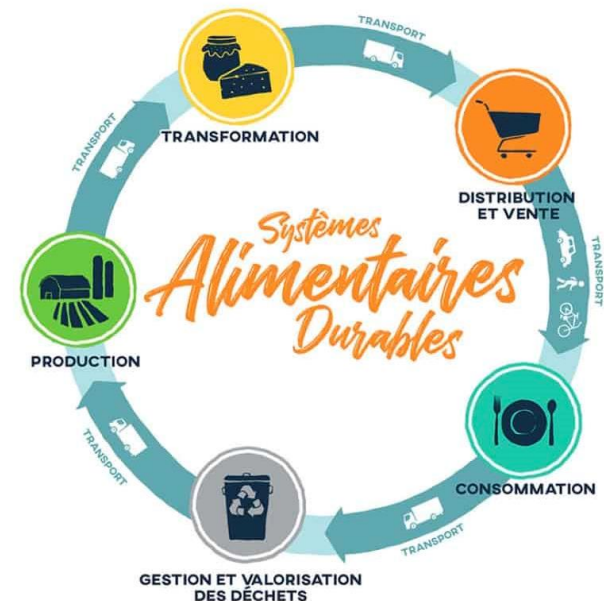 Systèmes
Alimentaires
Durables
TRANSFORMATION
TRANSPORT
DISTRIBUTION
ET VENTE
TRANSPORT
CONSOMMATION
TRANSPORT
GESTION ET VALORISATION
DES DÉCHETS
TRANSPORT
PRODUCTION
TRANSPORT